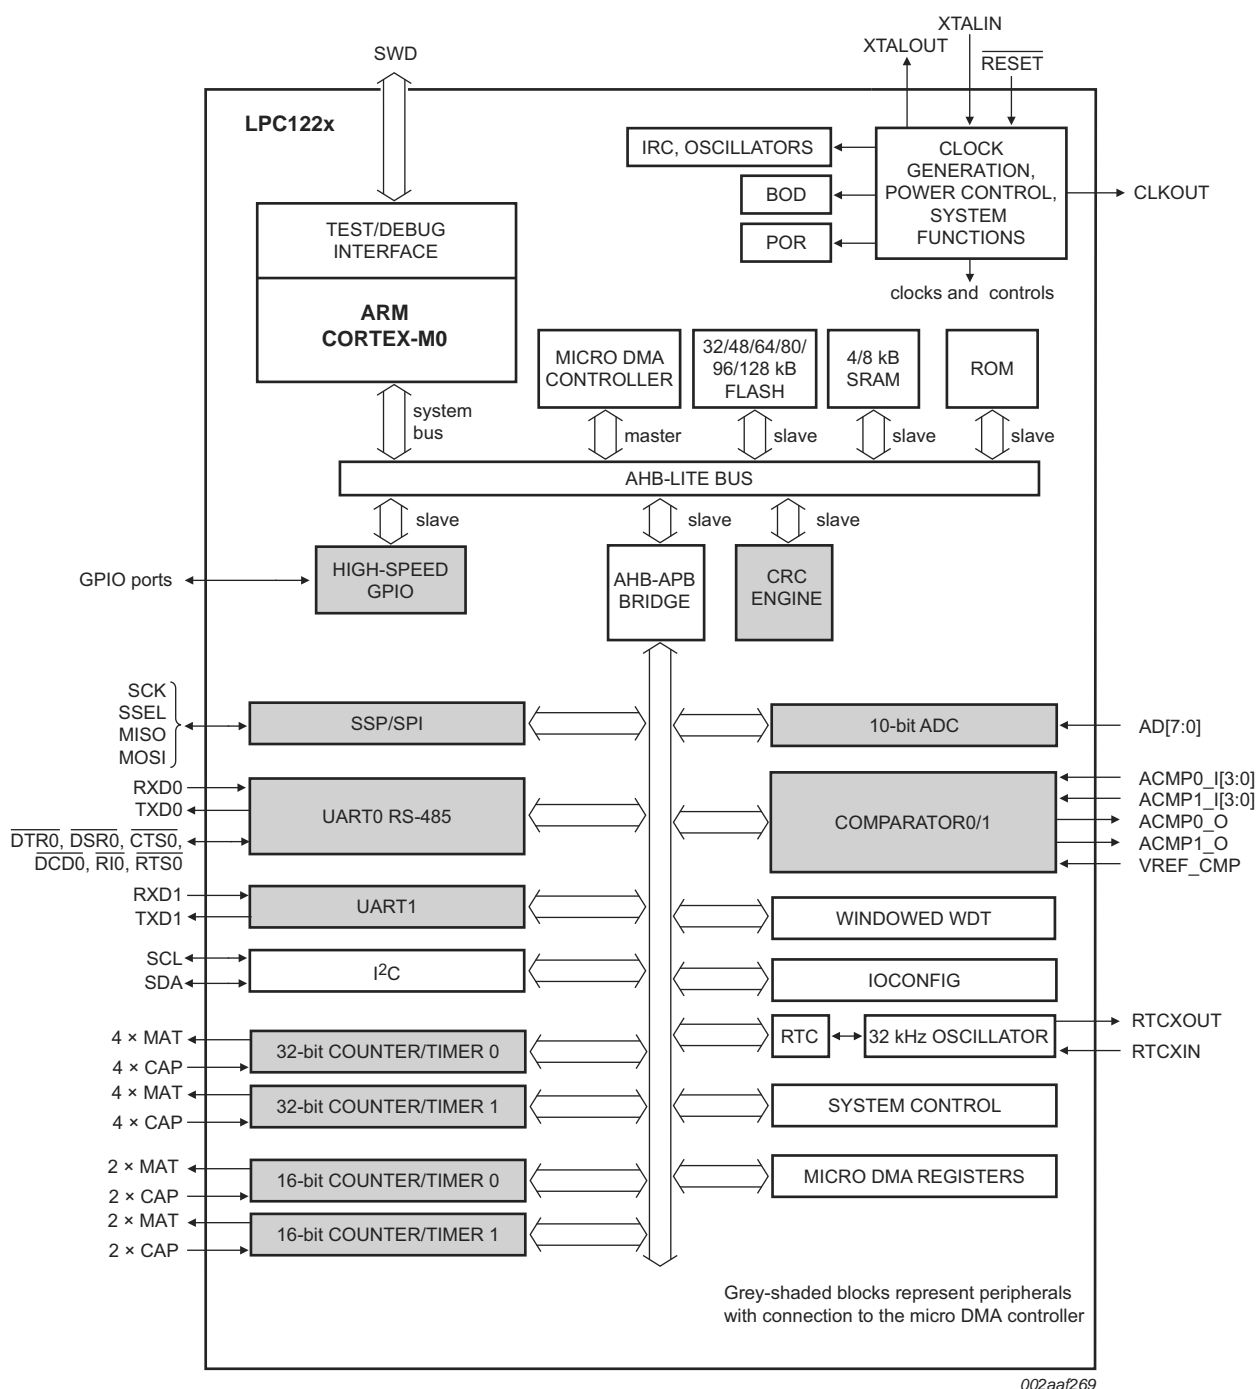 XTALIN
XTALOUT
RESET
SWD
LPC122x
IRC, OSCILLATORS
CLOCK
GENERATION,
POWER CONTROL,
SYSTEM
FUNCTIONS
BOD
CLKOUT
POR
clocks and controls
TEST/DEBUG
INTERFACE
ARM
CORTEX-M0
MICRO DMA
CONTROLLER
32/48/64/80/
96/128 kB
FLASH
4/8 kB
SRAM
ROM
system
bus
master
slave
slave
slave
AHB-LITE BUS
slave
slave
slave
GPIO ports
HIGH-SPEED
GPIO
AHB-APB
BRIDGE
CRC
ENGINE
SCK
SSEL
MISO
MOSI
SSP/SPI
10-bit ADC
AD[7:0]
RXD0
TXD0
DTR0, DSR0, CTS0,
DCD0, RI0, RTS0
UART0 RS-485
COMPARATOR0/1
ACMP0_I[3:0]
ACMP1_I[3:0]
ACMP0_O
ACMP1_O
VREF_CMP
RXD1
TXD1
UART1
WINDOWED WDT
SCL
SDA
I2C
IOCONFIG
4 × MAT
4 × CAP
32-bit COUNTER/TIMER 0
RTC
32 kHz OSCILLATOR
RTCXOUT
RTCXIN
4 × MAT
4 × CAP
32-bit COUNTER/TIMER 1
SYSTEM CONTROL
2 × MAT
2 × CAP
16-bit COUNTER/TIMER 0
MICRO DMA REGISTERS
2 × MAT
2 × CAP
16-bit COUNTER/TIMER 1
Grey-shaded blocks represent peripherals
with connection to the micro DMA controller
002aaf269